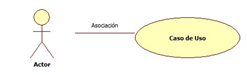 Asociación
Caso de Uso
Actor